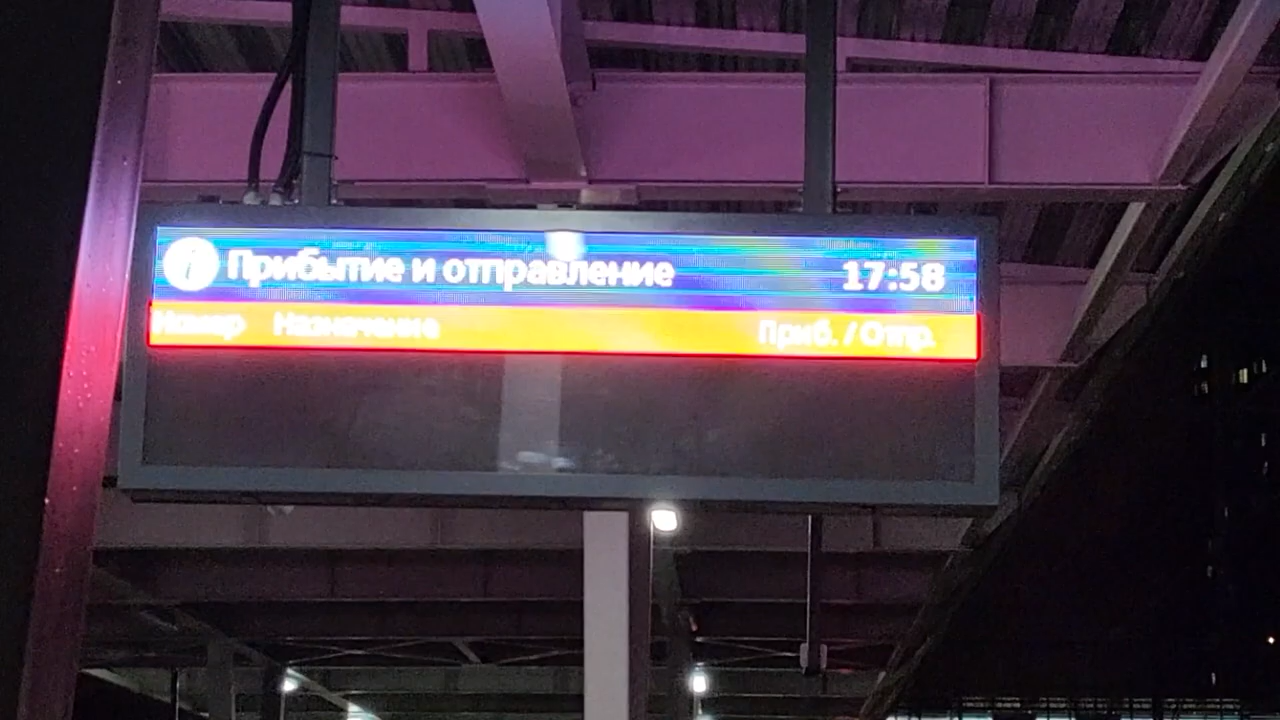 i Прибытие и отправление 17:58
Номер Назначение Приб. / Отпр.